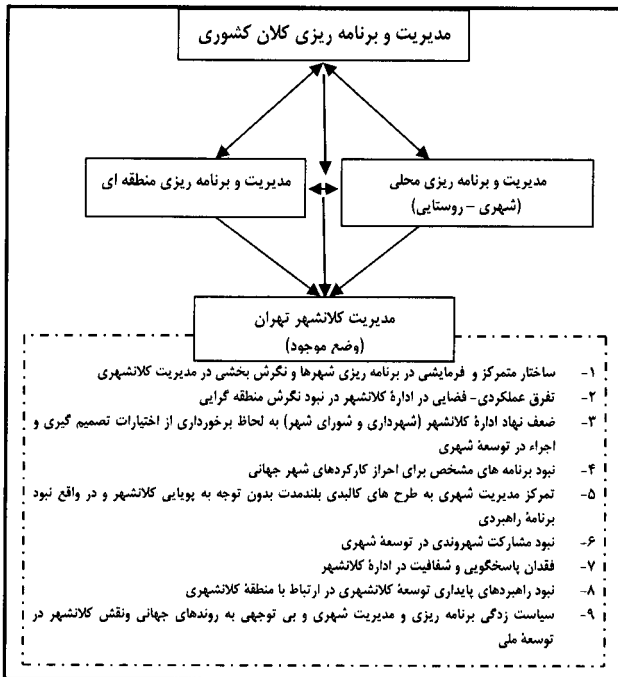 مدیریت و برنامه ریزی کلان کشوری
مدیریت و برنامه ریزی محلی
(شهری - روستایی)
مدیریت و برنامه ریزی منطقه ای
مدیریت کلانشهر تهران
(وضع موجود)
۱- ساختار متمرکز و فرمایشی در برنامه ریزی شهرها و نگرش بخشی در مدیریت کلانشهری
۲- تفرق عملکردی- فضایی در ادارهٔ کلانشهر در نبود نگرش منطقه گرایی
۳- ضعف نهاد ادارهٔ کلانشهر (شهرداری و شورای شهر) به لحاظ برخورداری از اختیارات تصمیم گیری و
اجراء در توسعهٔ شهری
۴- نبود برنامه های مشخص برای احراز کارکردهای شهر جهانی
۵- تمرکز مدیریت شهری به طرح های کالبدی بلندمدت بدون توجه به پویایی کلانشهر و در واقع نبود
برنامهٔ راهبردی
۶- نبود مشارکت شهروندی در توسعهٔ شهری
۷- فقدان پاسخگویی و شفافیت در ادارهٔ کلانشهر
۸- نبود راهبردهای پایداری توسعهٔ کلانشهری در ارتباط با منطقهٔ کلانشهری
۹- سیاست زدگی برنامه ریزی و مدیریت شهری و بی توجهی به روندهای جهانی ونقش کلانشهر در
توسعهٔ ملی